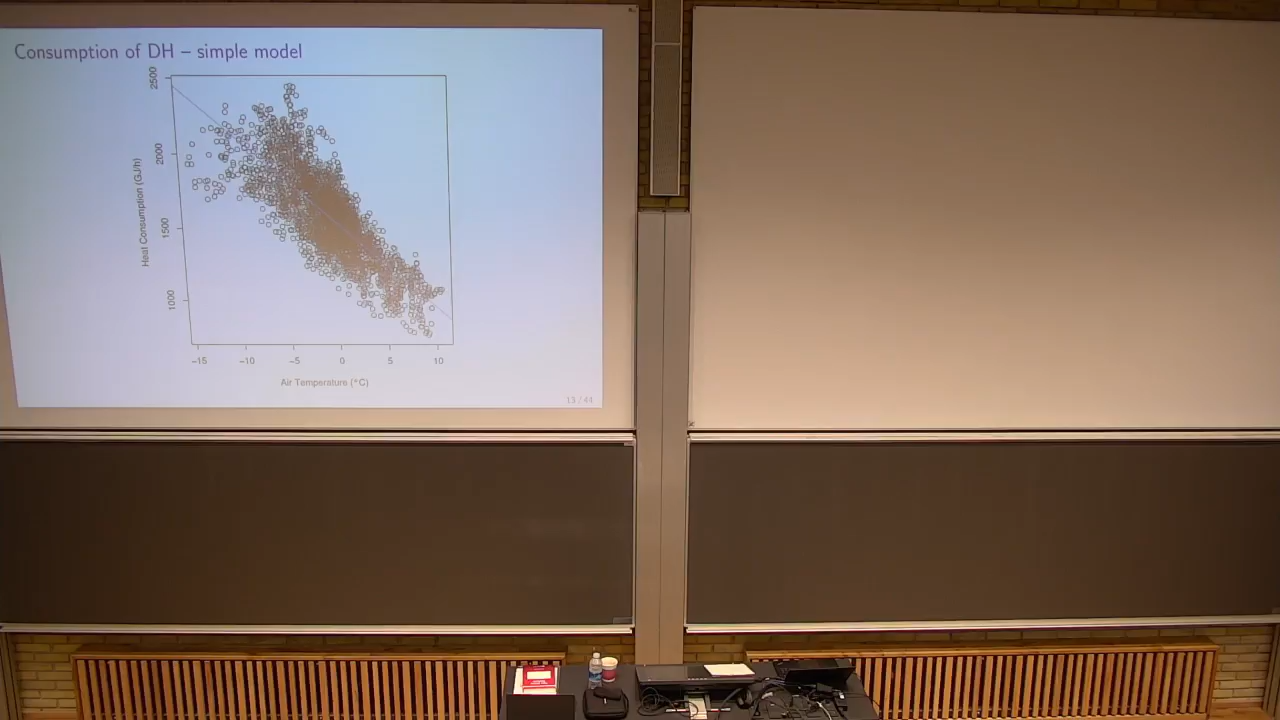 Consumption of DH – simple model
2500
2000
1500
1000
Heat Consumption (GJ/h)
−15 −10 −5 0 5 10
Air Temperature (°C)
13 / 44